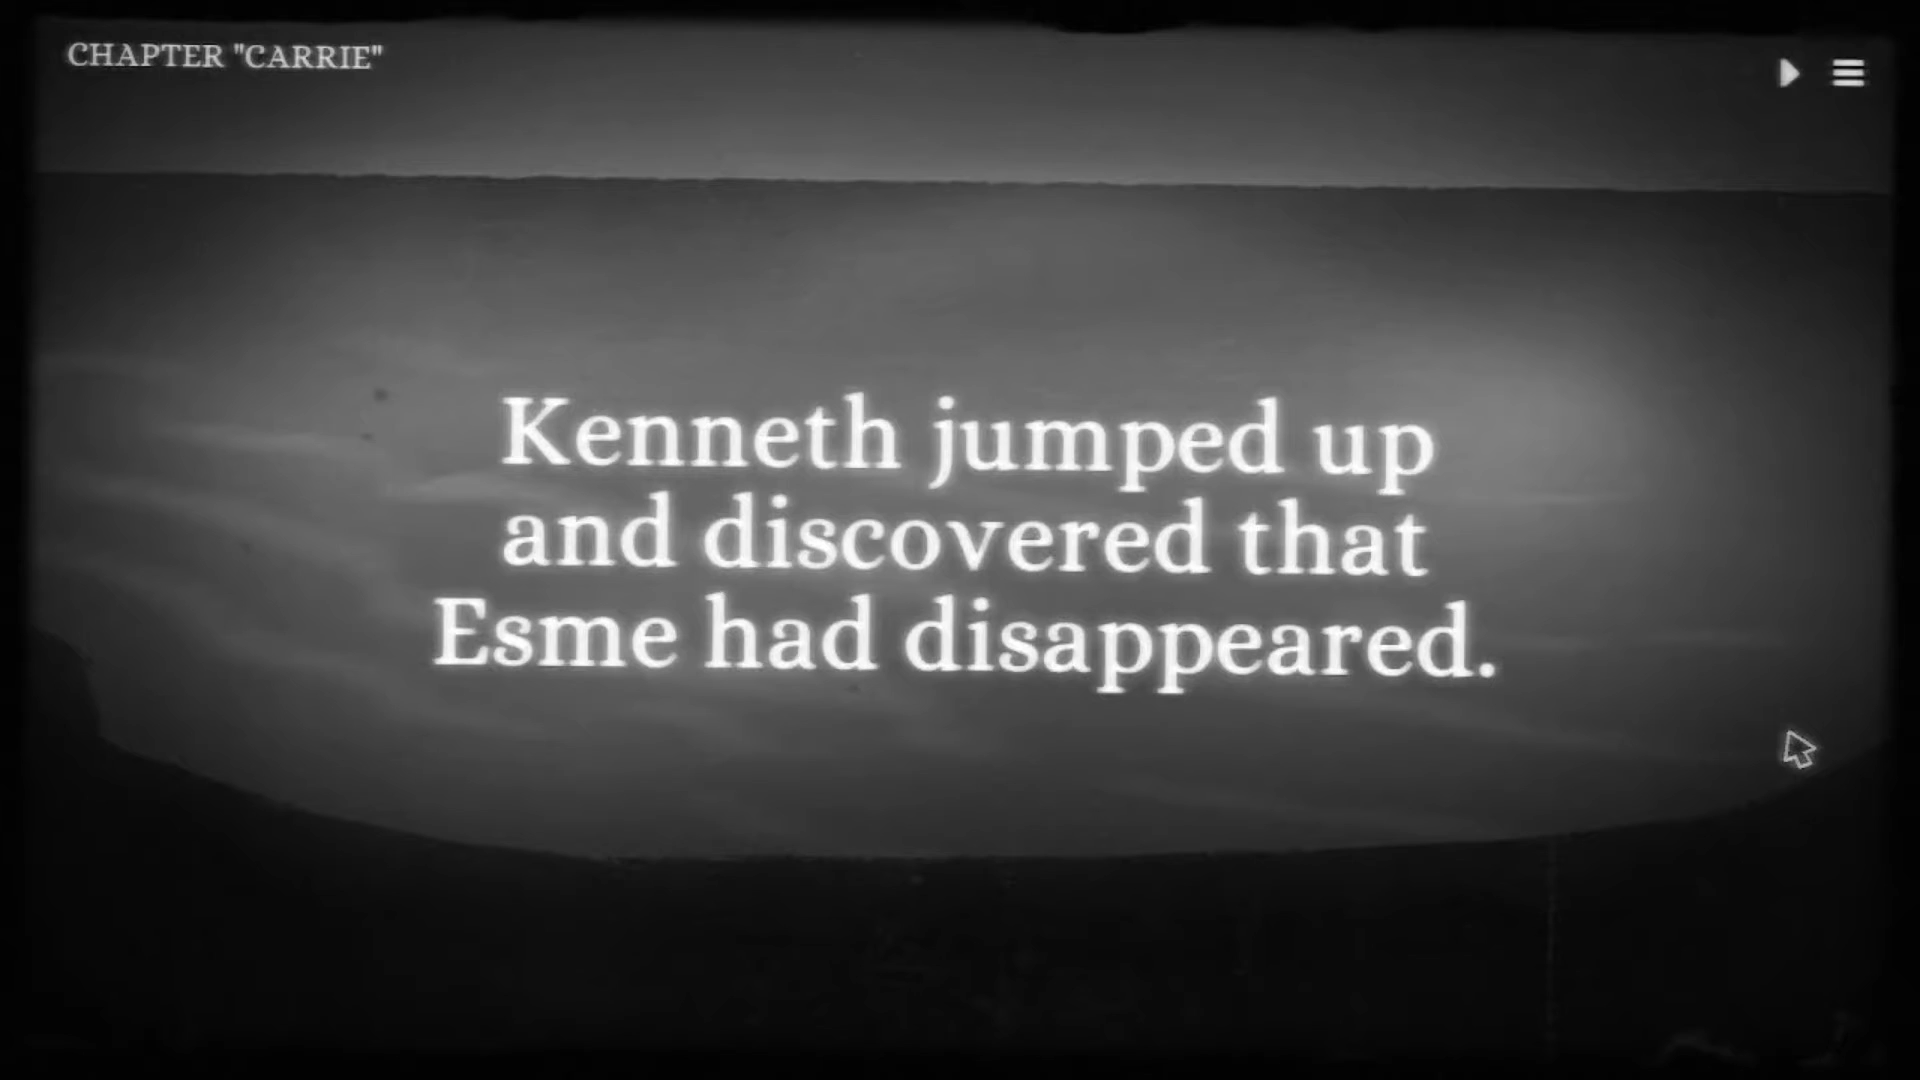 CHAPTER "CARRIE"
Kenneth jumped up
and discovered that
Esme had disappeared.